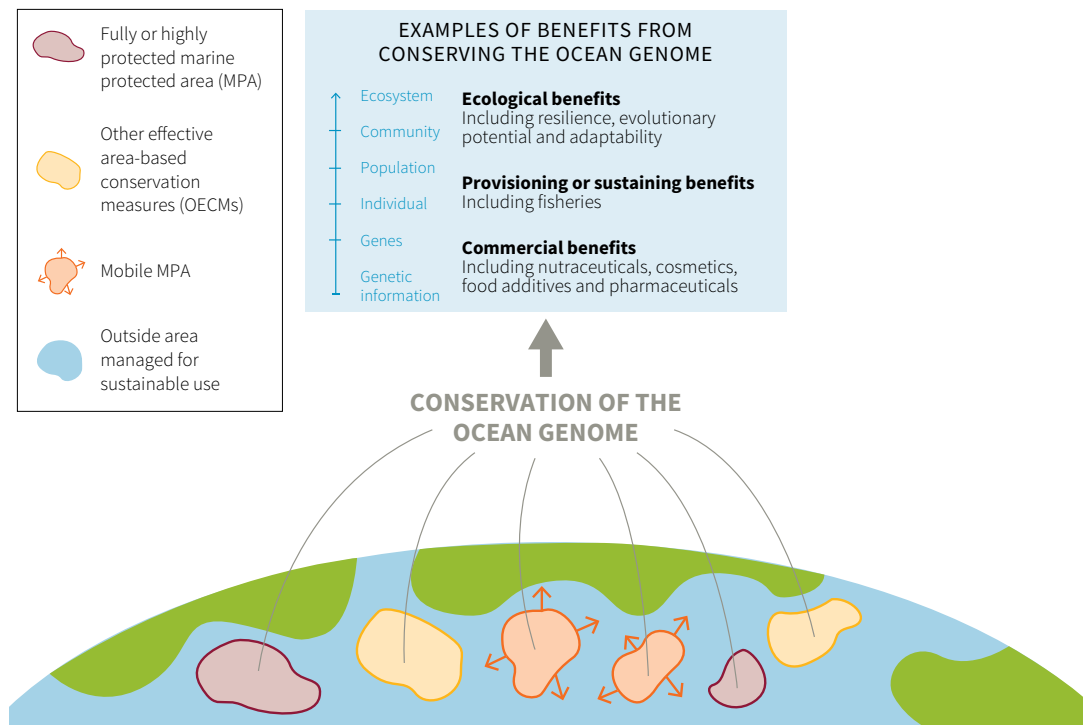 Fully or highly
protected marine
protected area (MPA)
Other effective
area-based
conservation
measures (OECMs)
Mobile MPA
Outside area
managed for
sustainable use
EXAMPLES OF BENEFITS FROM
CONSERVING THE OCEAN GENOME
Ecosystem
Community
Population
Individual
Genes
Genetic
information
Ecological benefits
Including resilience, evolutionary
potential and adaptability
Provisioning or sustaining benefits
Including fisheries
Commercial benefits
Including nutraceuticals, cosmetics,
food additives and pharmaceuticals
CONSERVATION OF THE
OCEAN GENOME